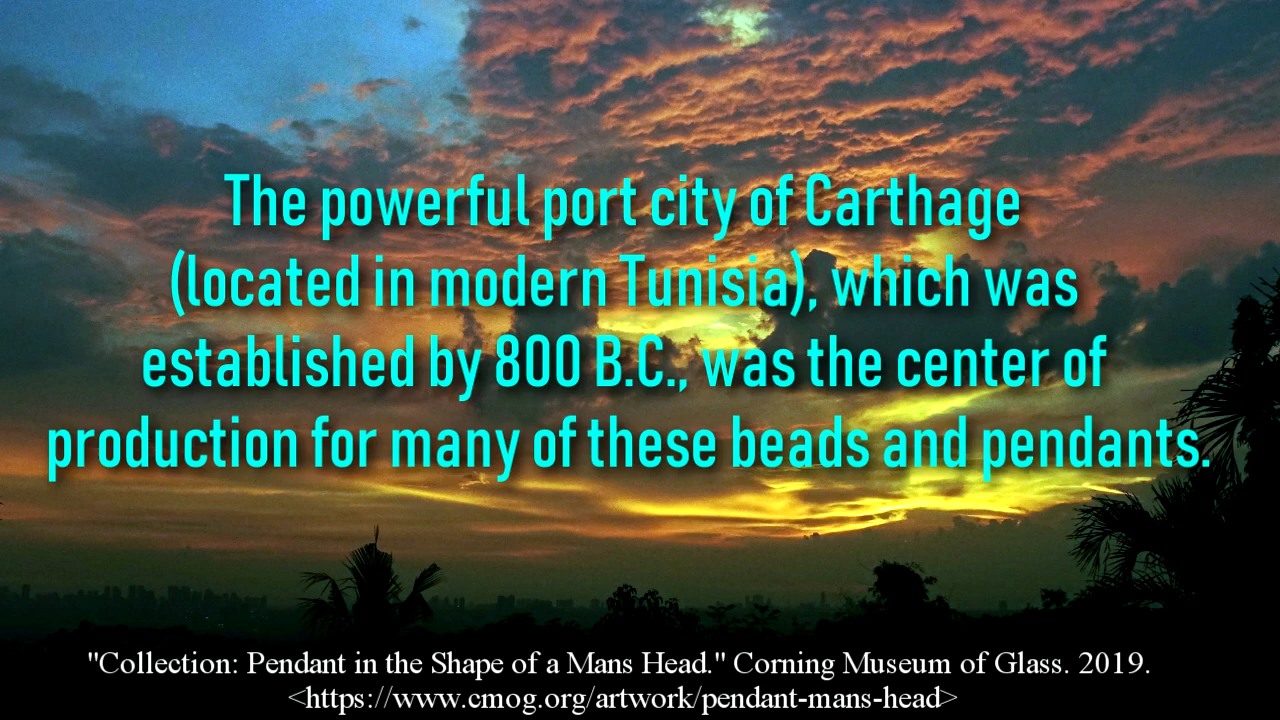 The powerful port city of Carthage
(located in modern Tunisia), which was
established by 800 B.C., was the center of
production for many of these beads and pendants.
"Collection: Pendant in the Shape of a Mans Head." Corning Museum of Glass. 2019.
<https://www.cmog.org/artwork/pendant-mans-head>